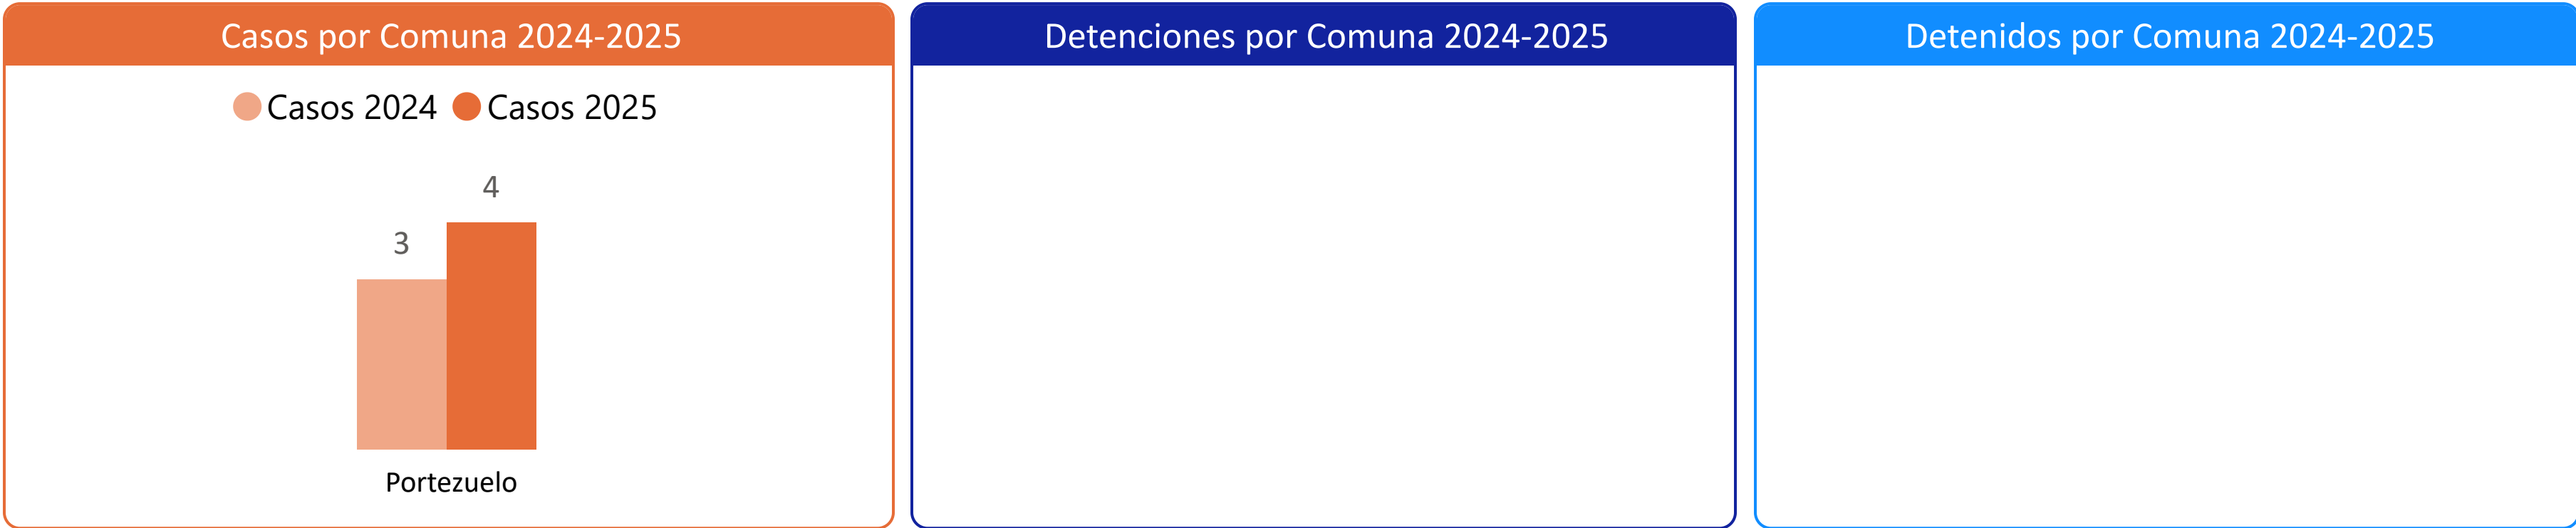 Casos por Comuna 2024-2025
Casos 2024 Casos 2025
3
4
Portezuelo
Detenciones por Comuna 2024-2025
Detenidos por Comuna 2024-2025